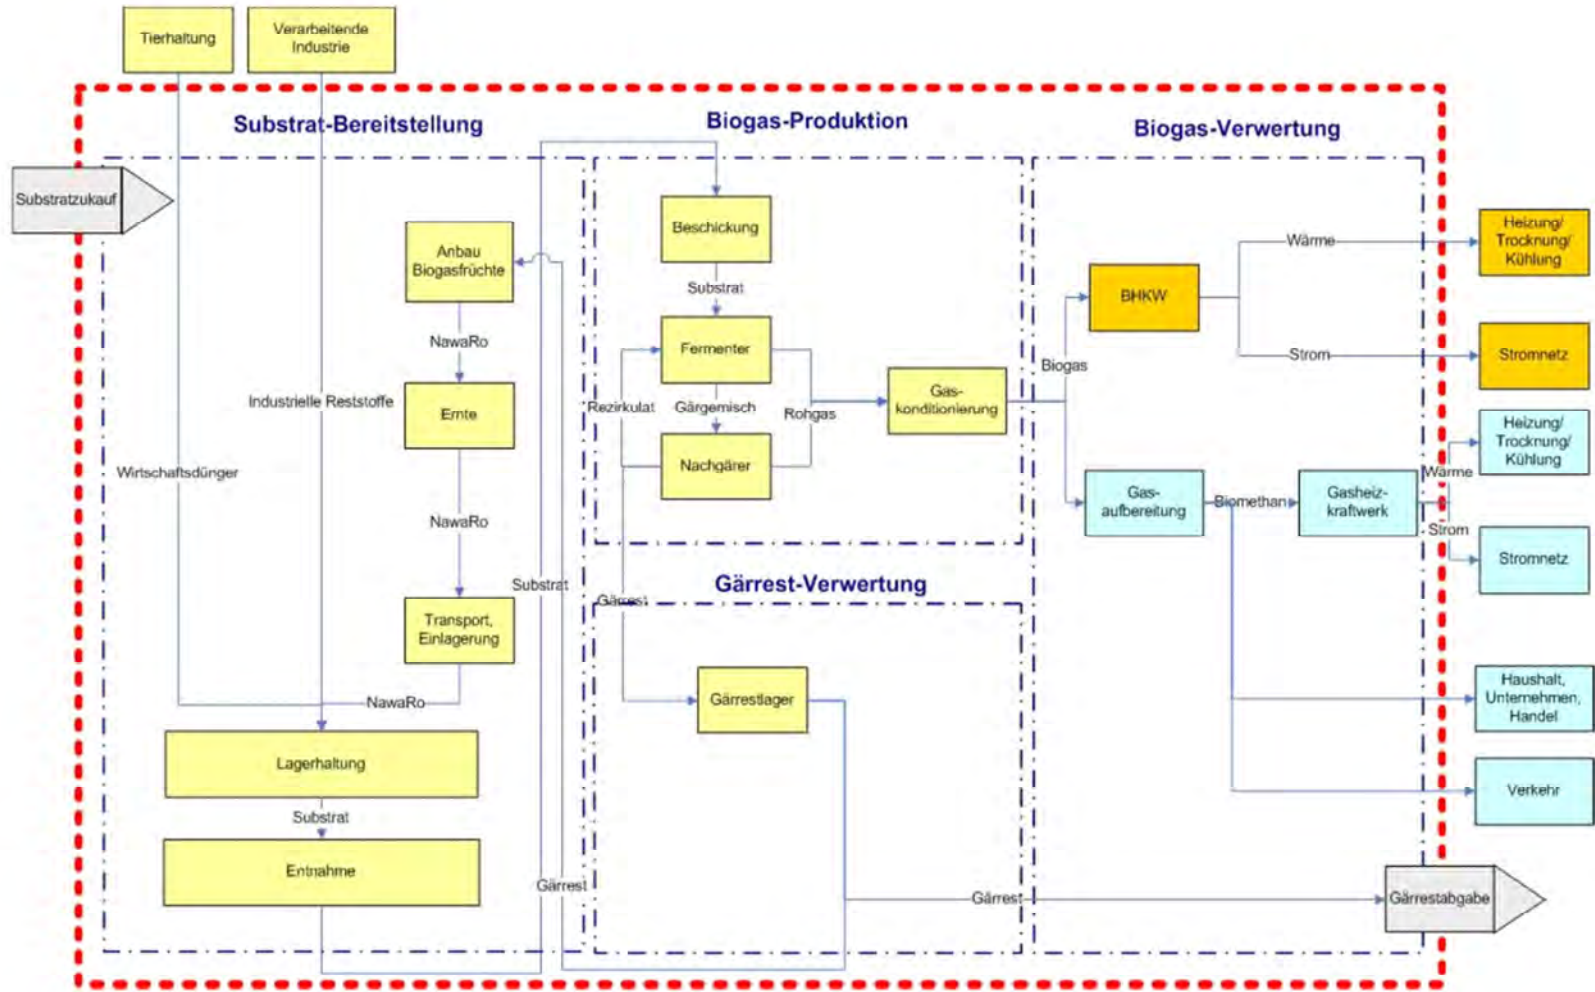 Tierhaltung
Verarbeitende
Industrie
Substrat-Bereitstellung
Biogas-Produktion
Biogas-Verwertung
Substratzukauf
Anbau
Biogasfrüchte
NawaRo
Ernte
Industrielle Reststoffe
Wirtschaftsdünger
NawaRo
Transport,
Einlagerung
NawaRo
Lagerhaltung
Substrat
Entnahme
Substrat
Beschickung
Substrat
Fermenter
Rezirkulat
Gärgemisch
Rohgas
Nachgärer
Gas-
konditionierung
Gärrest-Verwertung
Gärrest
Gärrestlager
Gärrest
Gärrest
Biogas
BHKW
Wärme
Strom
Gas-
aufbereitung
Biomethan
Gasheiz-
kraftwerk
Wärme
Strom
Heizung/
Trocknung/
Kühlung
Stromnetz
Heizung/
Trocknung/
Kühlung
Stromnetz
Haushalt,
Unternehmen,
Handel
Verkehr
Gärrestabgabe